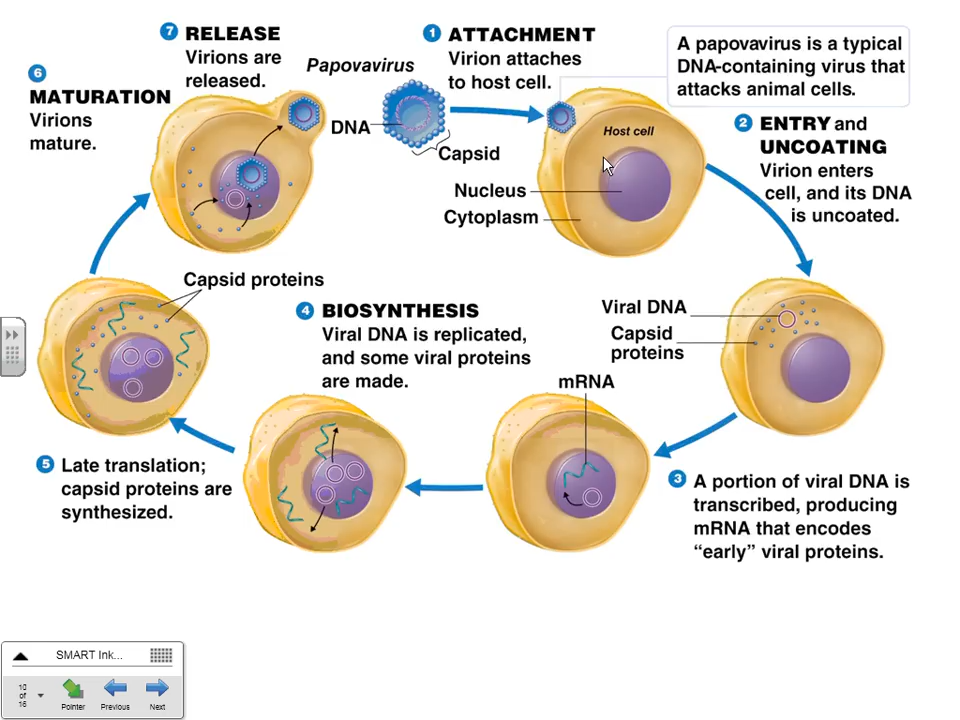 7 RELEASE
Virions are
released.
1 ATTACHMENT
Virion attaches
to host cell.
A papovavirus is a typical
DNA-containing virus that
attacks animal cells.
6
MATURATION
Virions
mature.
Papovavirus
DNA
Capsid
Host cell
Nucleus
Cytoplasm
2 ENTRY and
UNCOATING
Virion enters
cell, and its DNA
is uncoated.
Capsid proteins
4 BIOSYNTHESIS
Viral DNA is replicated,
and some viral proteins
are made.
Viral DNA
Capsid
proteins
mRNA
5 Late translation;
capsid proteins are
synthesized.
3 A portion of viral DNA is
transcribed, producing
mRNA that encodes
“early” viral proteins.
SMART Ink...
10
of
16
Pointer
Previous
Next